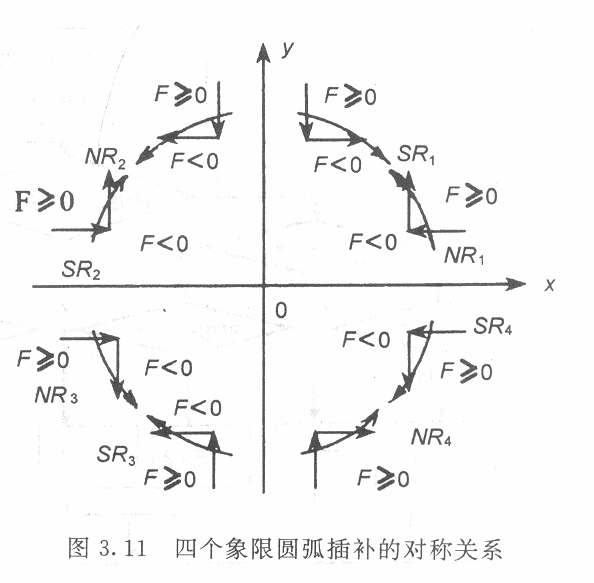 y
F≥0 F≥0
NR₂ F<0 F<0 SR₁
F≥0 F≥0
F<0 F<0
SR₂ NR₁
x
0
F≥0 F<0 F<0 SR₄
F≥0
NR₃ F<0
SR₃ NR₄
F≥0 F≥0
图 3.11 四个象限圆弧插补的对称关系